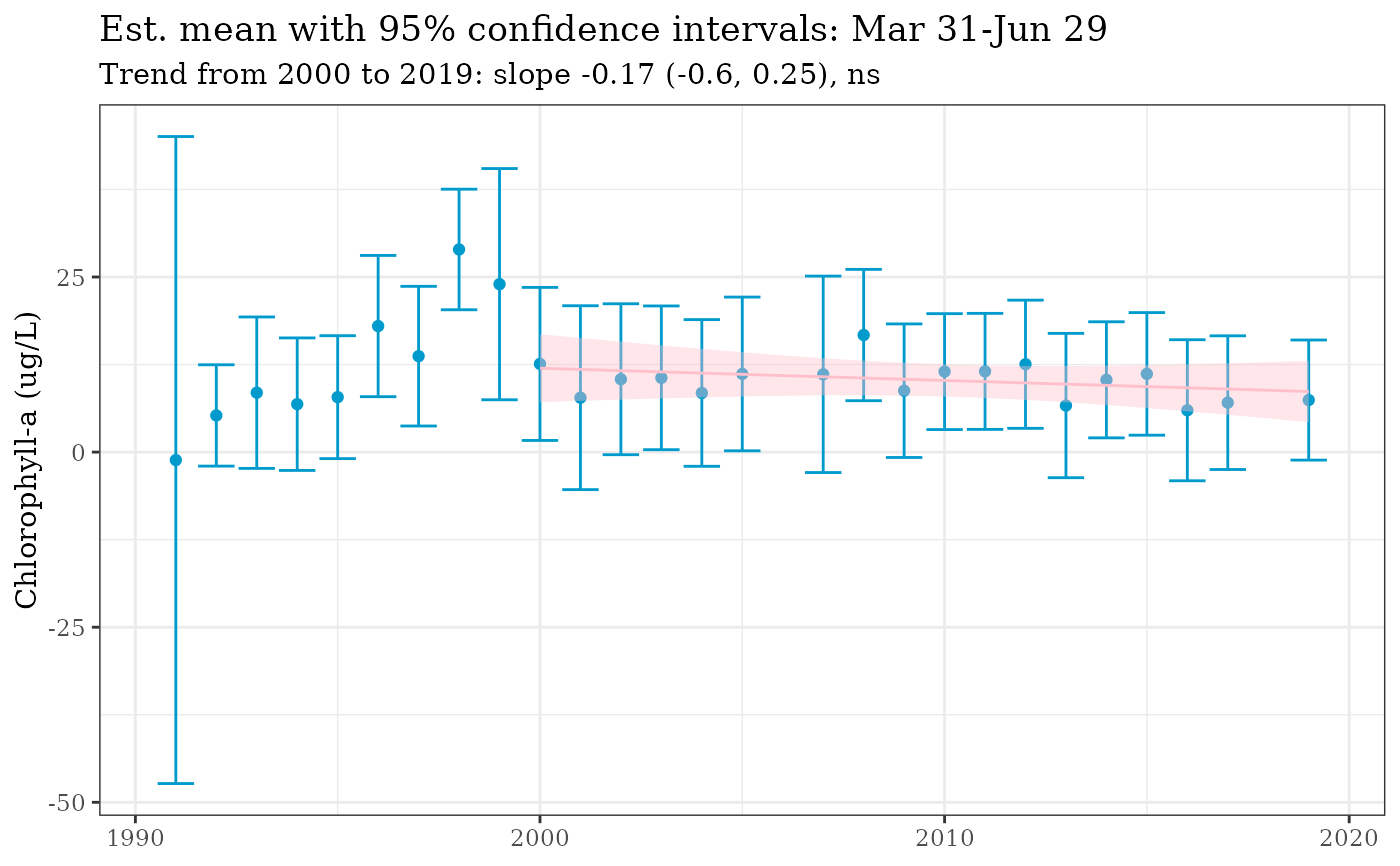 Est. mean with 95% confidence intervals: Mar 31-Jun 29
Trend from 2000 to 2019: slope -0.17 (-0.6, 0.25), ns
Chlorophyll-a (ug/L)
25
0
-25
-50
1990
2000
2010
2020